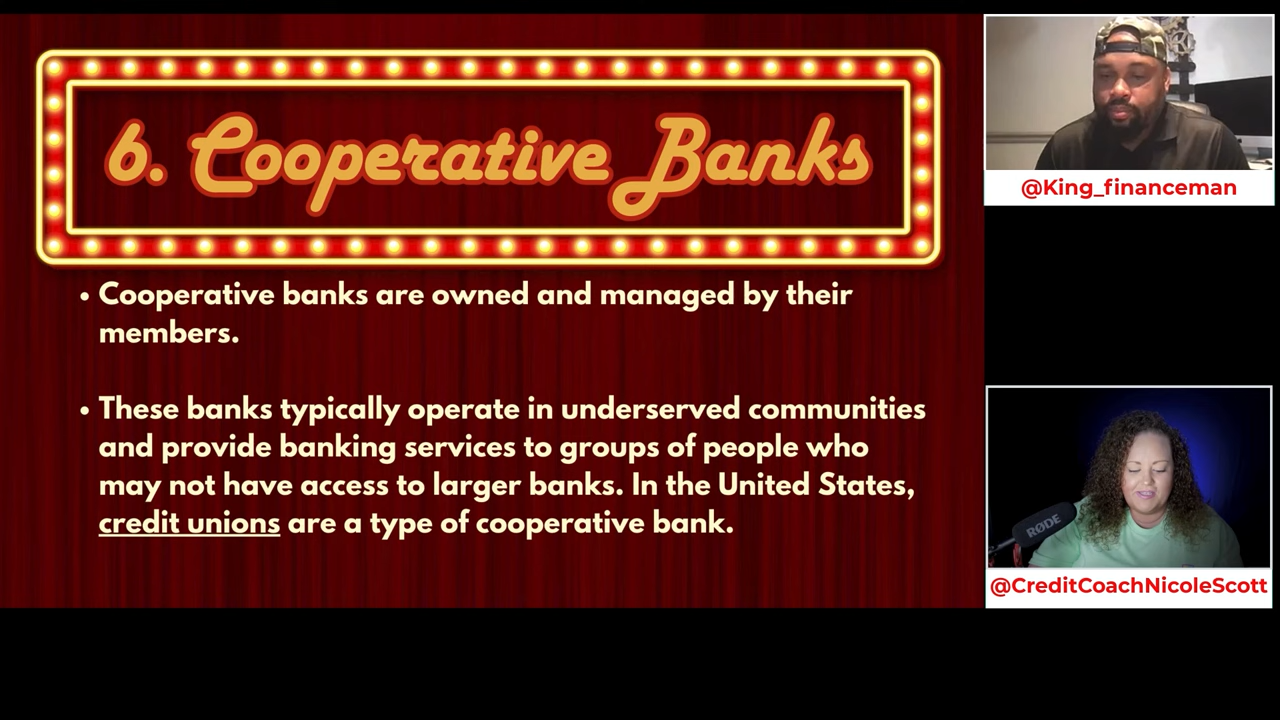 6. Cooperative Banks
• Cooperative banks are owned and managed by their
members.
• These banks typically operate in underserved communities
and provide banking services to groups of people who
may not have access to larger banks. In the United States,
credit unions are a type of cooperative bank.
@King_financeman
RØDE
@CreditCoachNicoleScott